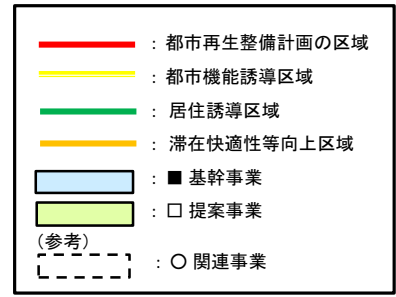 ：都市再生整備計画の区域
：都市機能誘導区域
：居住誘導区域
：滞在快適性等向上区域
：■ 基幹事業
：□ 提案事業
（参考）
：○ 関連事業